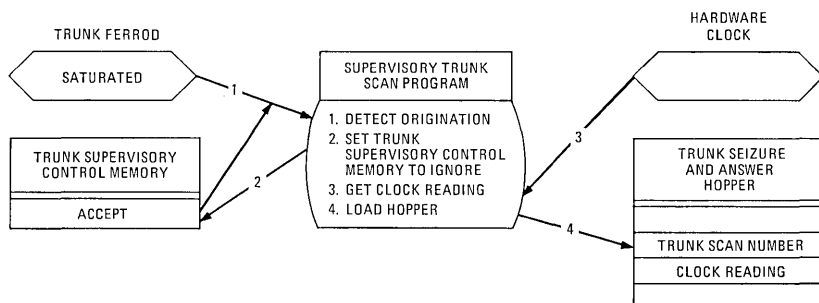 TRUNK FERROD
SATURATED
1
TRUNK SUPERVISORY
CONTROL MEMORY
ACCEPT
2
SUPERVISORY TRUNK
SCAN PROGRAM
1. DETECT ORIGINATION
2. SET TRUNK
SUPERVISORY CONTROL
MEMORY TO IGNORE
3. GET CLOCK READING
4. LOAD HOPPER
HARDWARE
CLOCK
3
4
TRUNK SEIZURE
AND ANSWER
HOPPER
TRUNK SCAN NUMBER
CLOCK READING